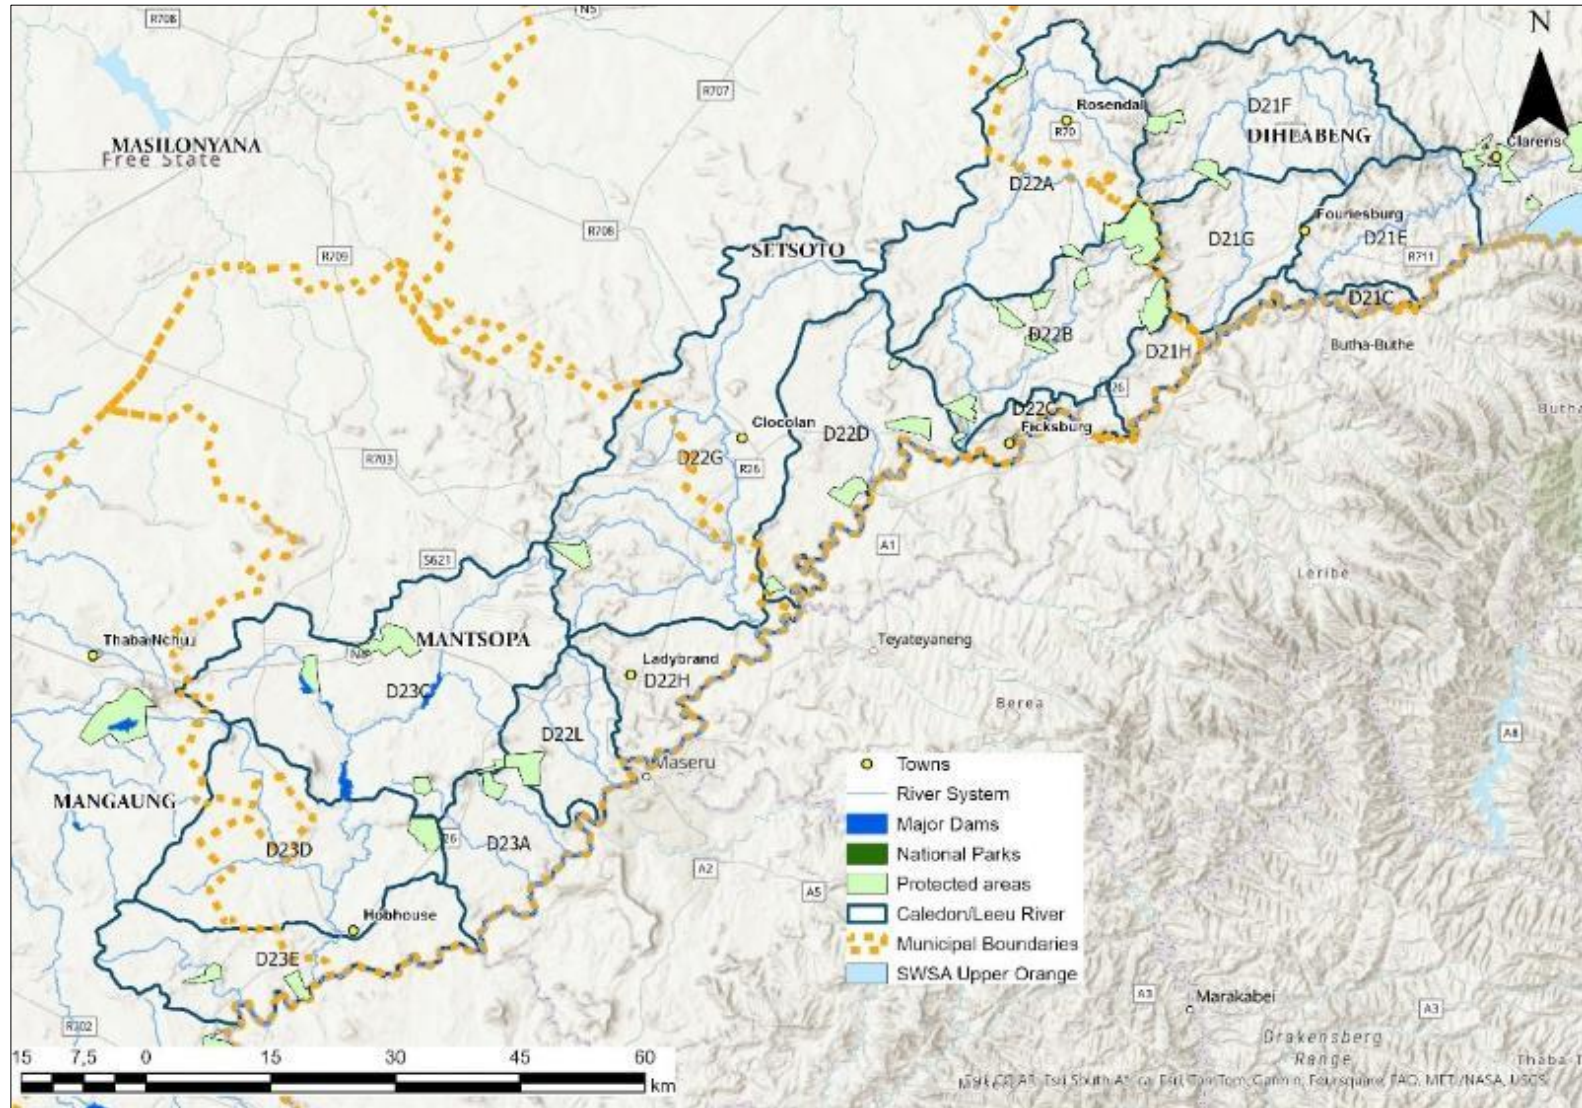 R708
N5
N
R707
Rosendal
R70
D21F
DIHLABENG
Clarens
MASILONYANA
Free State
D22A
Fouriesburg
D21E
D21G
R711
R708
SETSOTO
R709
D21C
D22B
D21H
Butha-Buthe
26
D22C
Ficksburg
Clocolan
D22D
R703
D22G
R26
A1
S621
Leribe
Thaba Nchu
MANTSOPA
Teyateyaneng
Ladybrand
D22H
D23C
Berea
D22L
A8
Maseru
MANGAUNG
Towns
River System
Major Dams
National Parks
Protected areas
Caledon/Leeu River
Municipal Boundaries
SWSA Upper Orange
26
D23A
D23D
A2
A5
Hobhouse
D23E
A3
Marakabei
A3
R702
Drakensberg
Range
15 7,5 0 15 30 45 60
km